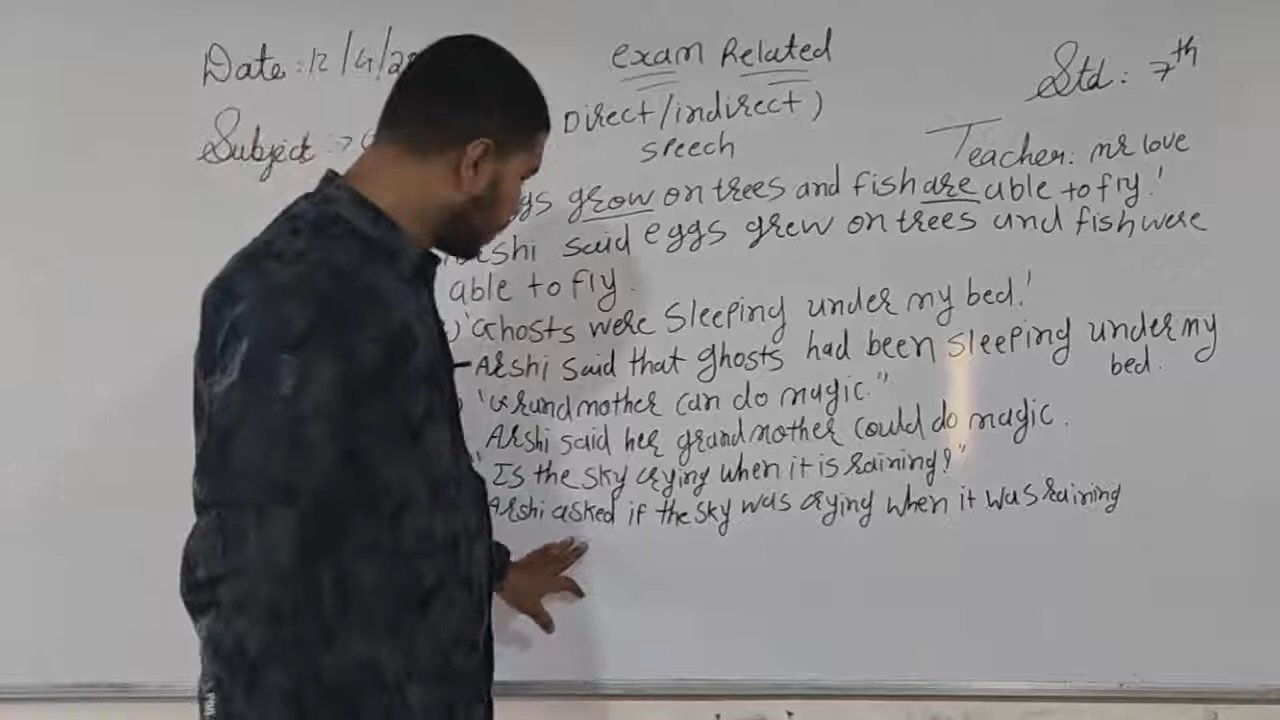 Date: 12/4/
exam Related
Std: 7th
Subject :->
Direct/indirect)
speech
Teacher: mr love
grow on trees and fish are able to fly.'
said eggs grew on trees and fish were
able to fly.
'Ghosts were sleeping under my bed.'
Arshi said that ghosts had been sleeping under my
bed.
"Grandmother can do magic."
Arshi said her grandmother could do magic.
"Is the sky crying when it is raining?"
Arshi asked if the sky was crying when it was raining